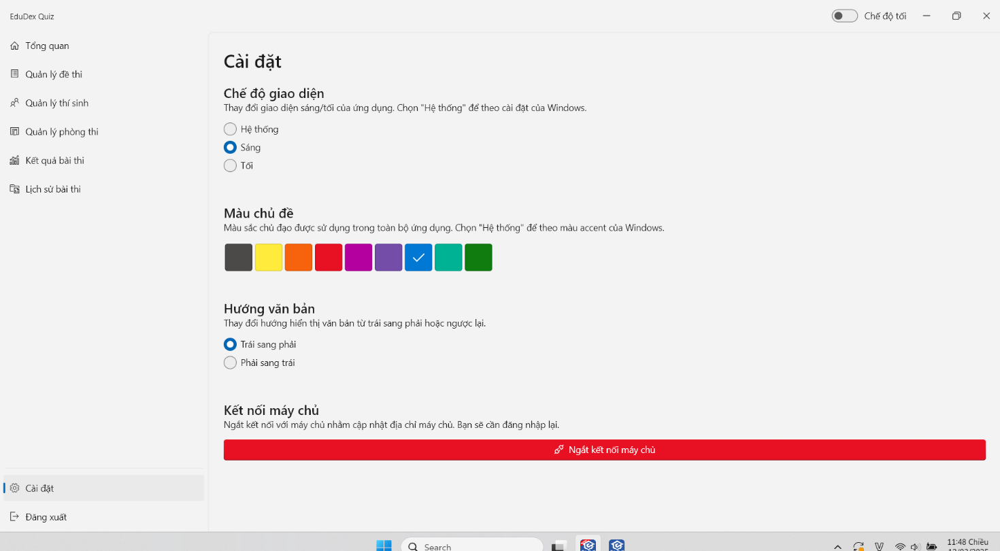 EduDex Quiz
Chế độ tối
Tổng quan
Quản lý đề thi
Quản lý thí sinh
Quản lý phòng thi
Kết quả bài thi
Lịch sử bài thi
Cài đặt
Đăng xuất
Cài đặt
Chế độ giao diện
Thay đổi giao diện sáng/tối của ứng dụng. Chọn "Hệ thống" để theo cài đặt của Windows.
Hệ thống
Sáng
Tối
Màu chủ đề
Màu sắc chủ đạo được sử dụng trong toàn bộ ứng dụng. Chọn "Hệ thống" để theo màu accent của Windows.
Hướng văn bản
Thay đổi hướng hiển thị văn bản từ trái sang phải hoặc ngược lại.
Trái sang phải
Phải sang trái
Kết nối máy chủ
Ngắt kết nối với máy chủ nhằm cập nhật địa chỉ máy chủ. Bạn sẽ cần đăng nhập lại.
Ngắt kết nối máy chủ
Search
V
11:48 Chiều